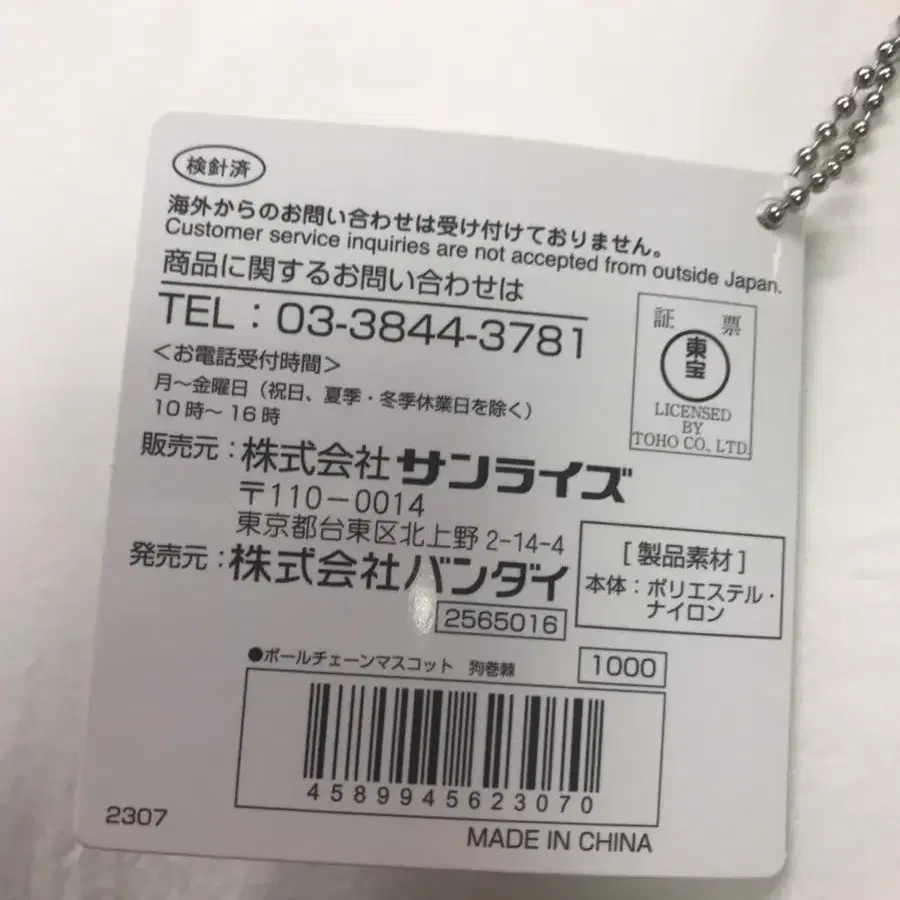 検針済
海外からのお問い合わせは受け付けておりません。
Customer service inquiries are not accepted from outside Japan.
商品に関するお問い合わせは
TEL：03-3844-3781
＜お電話受付時間＞
月～金曜日（祝日、夏季・冬季休業日を除く）
10時～16時
証 票
東宝
LICENSED
BY
TOHO CO., LTD.
販売元：株式会社サンライズ
〒110－0014
東京都台東区北上野 2-14-4
発売元：株式会社バンダイ
2565016
［製品素材］
本体：ポリエステル・
ナイロン
●ボールチェーンマスコット 狗巻棘
1000
4589945623070
2307
MADE IN CHINA